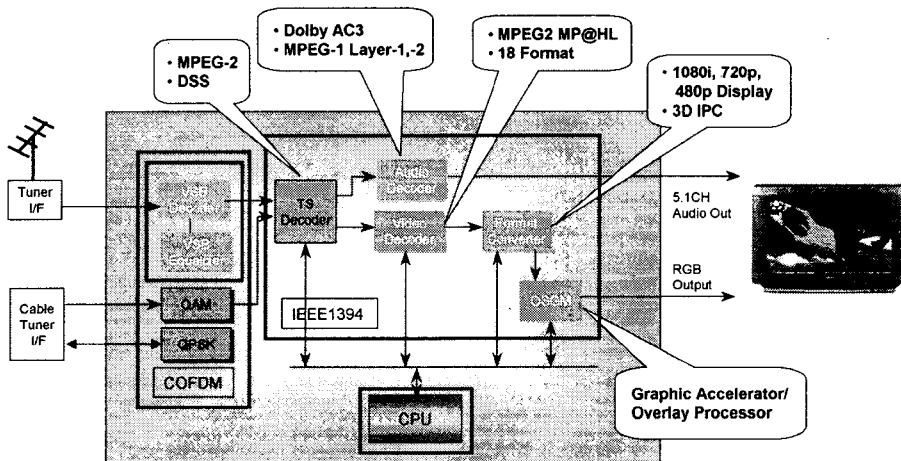 • Dolby AC3
• MPEG-1 Layer-1,-2
• MPEG2 MP@HL
• 18 Format
• MPEG-2
• DSS
• 1080i, 720p,
480p Display
• 3D IPC
Tuner
I/F
VSB
Decoder
VSB
Equalizer
TS
Decoder
Audio
Decoder
Video
Decoder
Format
Converter
5.1CH
Audio Out
RGB
Output
Cable
Tuner
I/F
QAM
QPSK
COFDM
IEEE1394
OSGM
CPU
Graphic Accelerator/
Overlay Processor